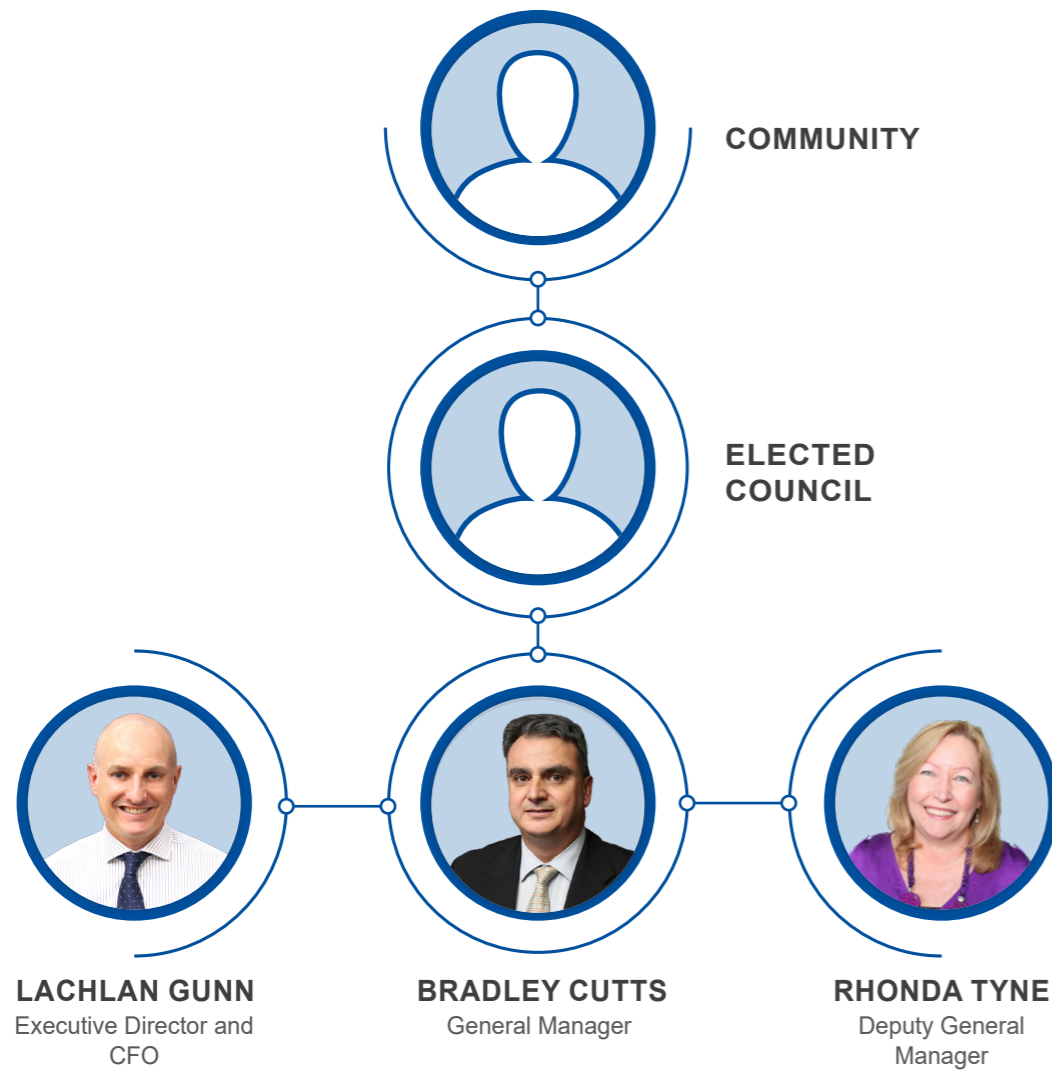 COMMUNITY
ELECTED
COUNCIL
LACHLAN GUNN
Executive Director and
CFO
BRADLEY CUTTS
General Manager
RHONDA TYNE
Deputy General
Manager